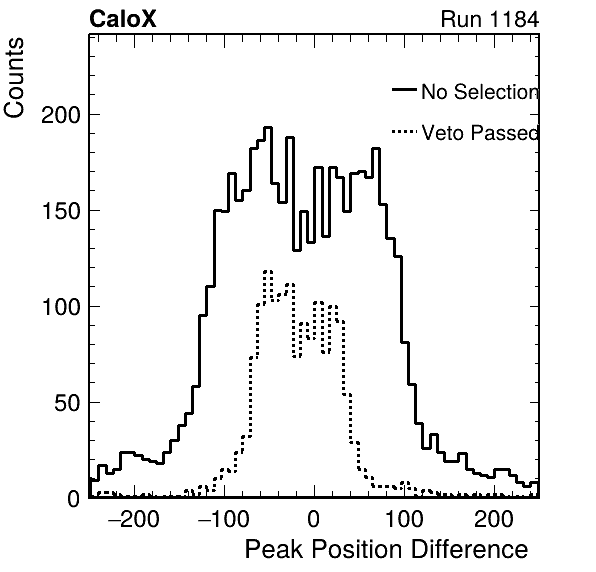 CaloX Run 1184
Counts
No Selection
Veto Passed
200
150
100
50
0
−200 −100 0 100 200
Peak Position Difference